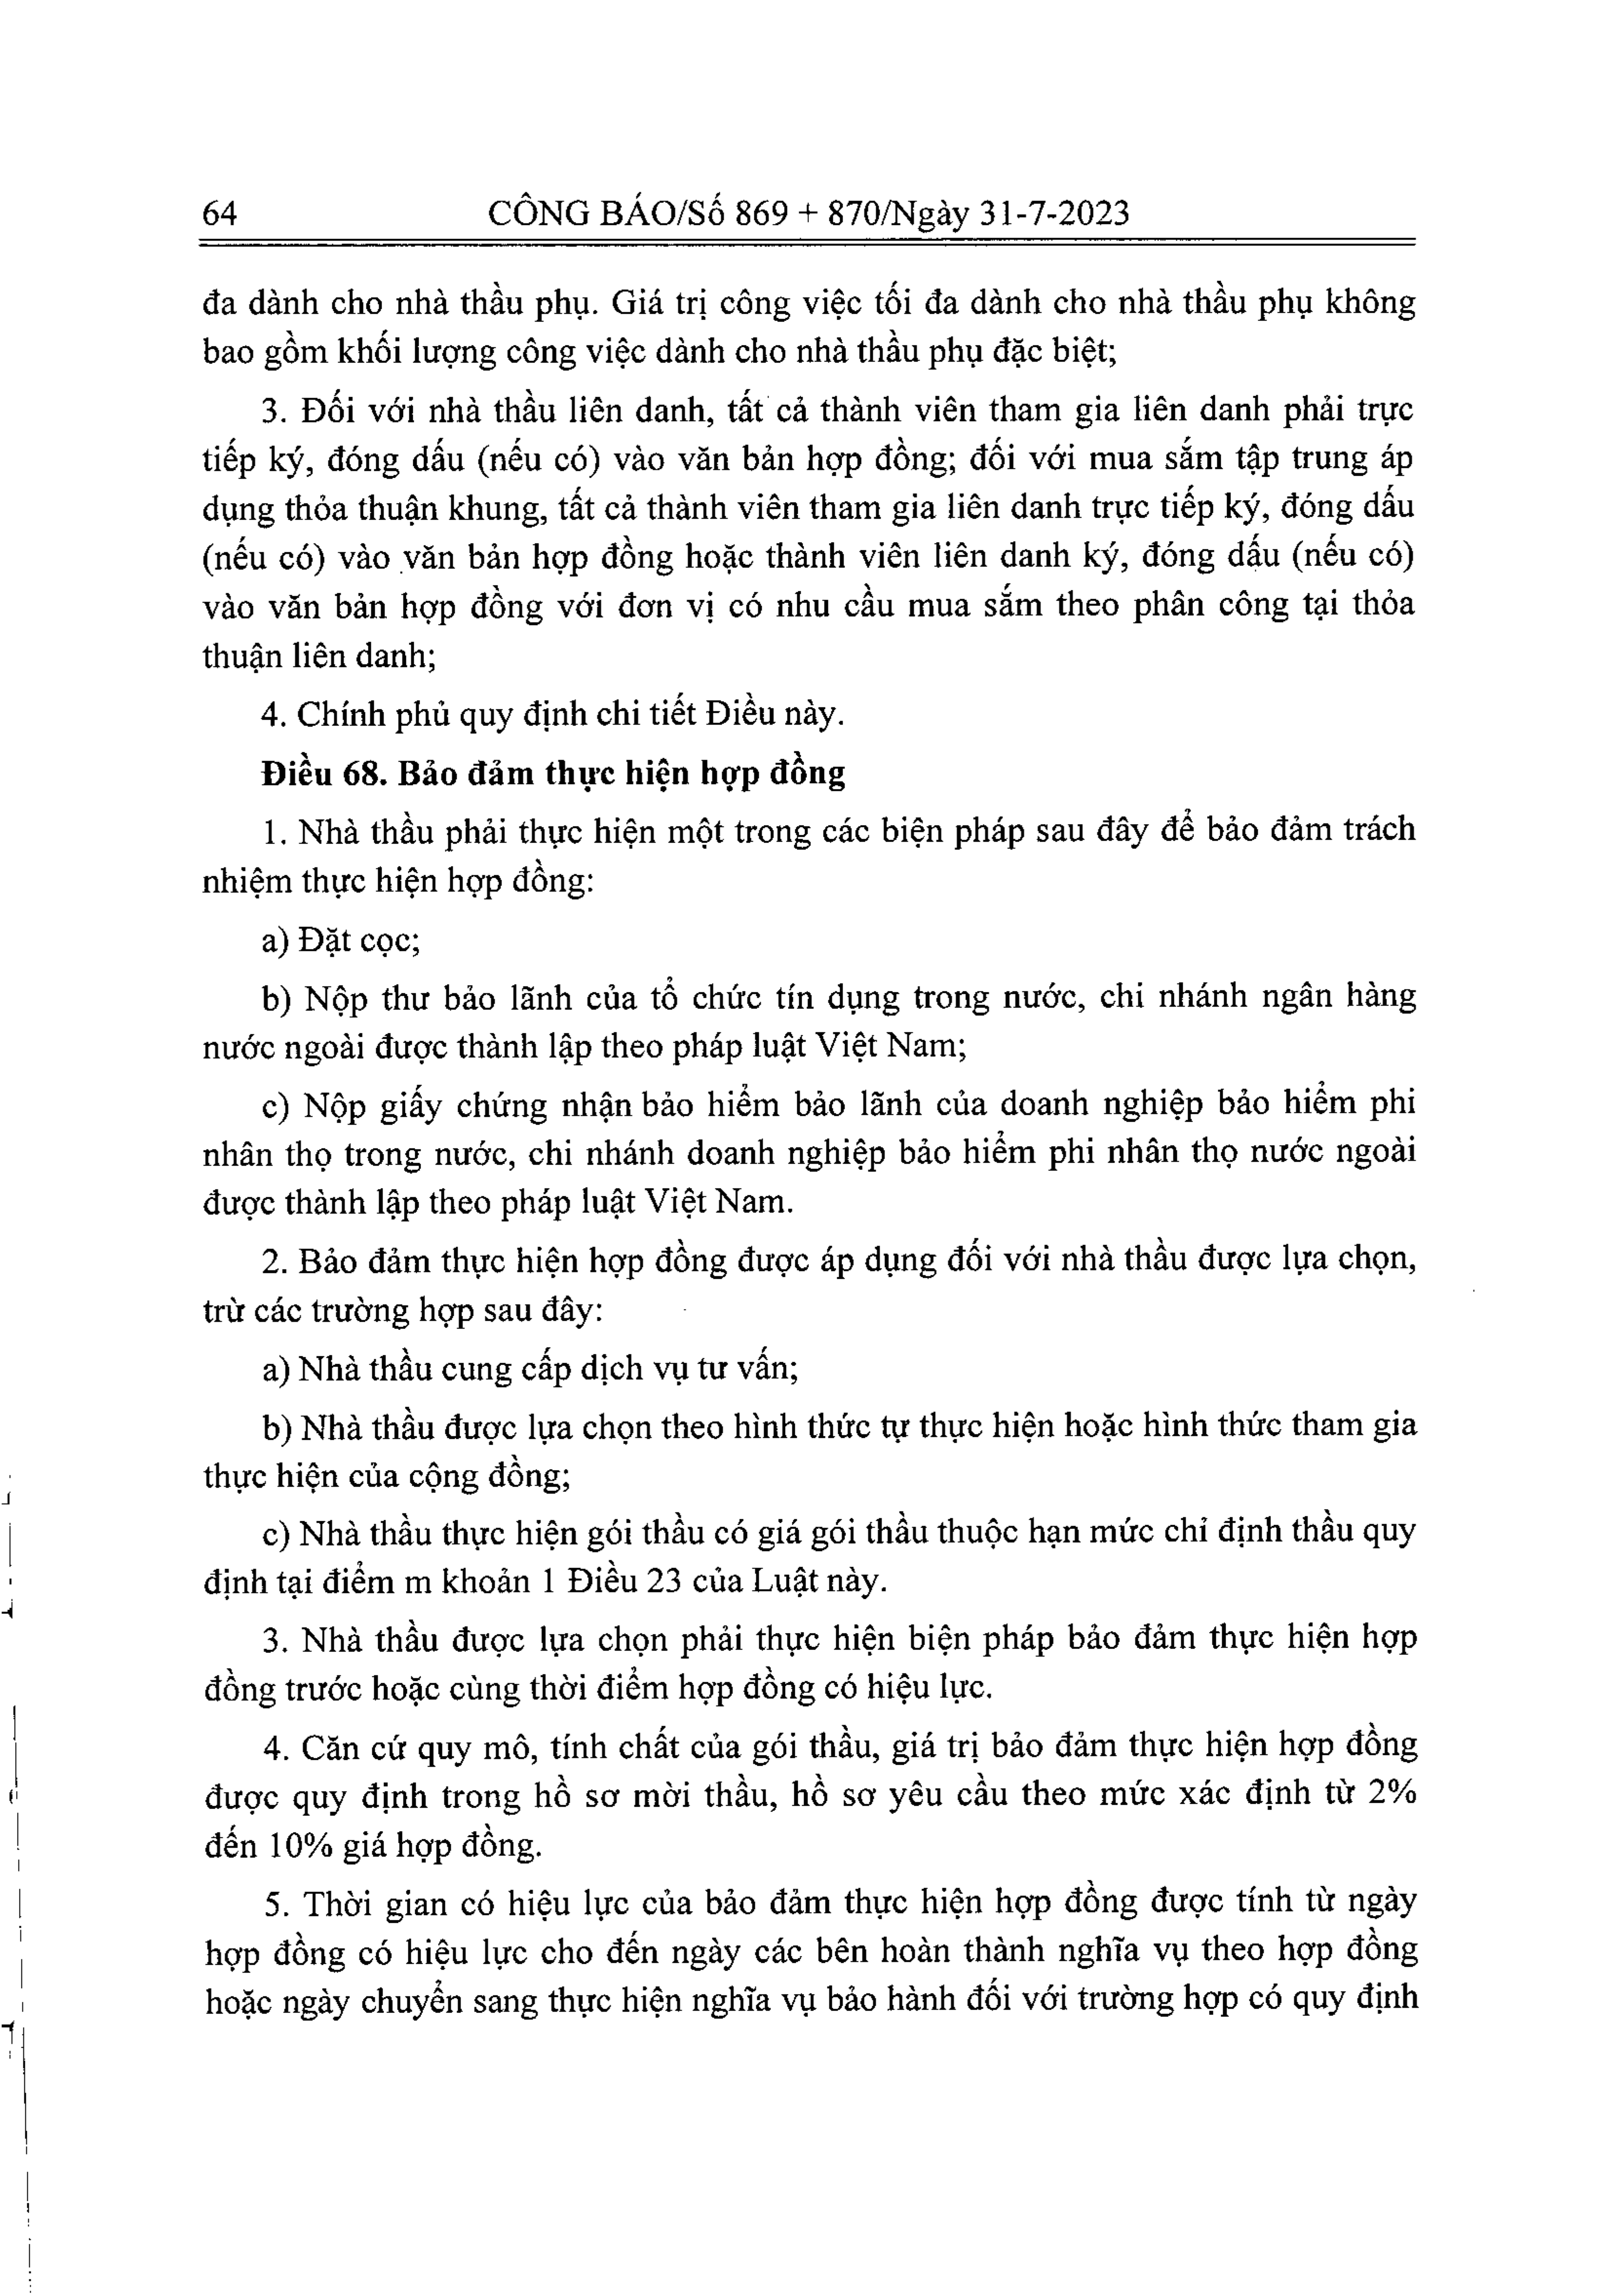 64
CÔNG BÁO/Số 869 + 870/Ngày 31-7-2023
đa dành cho nhà thầu phụ. Giá trị công việc tối đa dành cho nhà thầu phụ không
bao gồm khối lượng công việc dành cho nhà thầu phụ đặc biệt;
3. Đối với nhà thầu liên danh, tất cả thành viên tham gia liên danh phải trực
tiếp ký, đóng dấu (nếu có) vào văn bản hợp đồng; đối với mua sắm tập trung áp
dụng thỏa thuận khung, tất cả thành viên tham gia liên danh trực tiếp ký, đóng dấu
(nếu có) vào văn bản hợp đồng hoặc thành viên liên danh ký, đóng dấu (nếu có)
vào văn bản hợp đồng với đơn vị có nhu cầu mua sắm theo phân công tại thỏa
thuận liên danh;
4. Chính phủ quy định chi tiết Điều này.
Điều 68. Bảo đảm thực hiện hợp đồng
1. Nhà thầu phải thực hiện một trong các biện pháp sau đây để bảo đảm trách
nhiệm thực hiện hợp đồng:
a) Đặt cọc;
b) Nộp thư bảo lãnh của tổ chức tín dụng trong nước, chi nhánh ngân hàng
nước ngoài được thành lập theo pháp luật Việt Nam;
c) Nộp giấy chứng nhận bảo hiểm bảo lãnh của doanh nghiệp bảo hiểm phi
nhân thọ trong nước, chi nhánh doanh nghiệp bảo hiểm phi nhân thọ nước ngoài
được thành lập theo pháp luật Việt Nam.
2. Bảo đảm thực hiện hợp đồng được áp dụng đối với nhà thầu được lựa chọn,
trừ các trường hợp sau đây:
a) Nhà thầu cung cấp dịch vụ tư vấn;
b) Nhà thầu được lựa chọn theo hình thức tự thực hiện hoặc hình thức tham gia
thực hiện của cộng đồng;
c) Nhà thầu thực hiện gói thầu có giá gói thầu thuộc hạn mức chỉ định thầu quy
định tại điểm m khoản 1 Điều 23 của Luật này.
3. Nhà thầu được lựa chọn phải thực hiện biện pháp bảo đảm thực hiện hợp
đồng trước hoặc cùng thời điểm hợp đồng có hiệu lực.
4. Căn cứ quy mô, tính chất của gói thầu, giá trị bảo đảm thực hiện hợp đồng
được quy định trong hồ sơ mời thầu, hồ sơ yêu cầu theo mức xác định từ 2%
đến 10% giá hợp đồng.
5. Thời gian có hiệu lực của bảo đảm thực hiện hợp đồng được tính từ ngày
hợp đồng có hiệu lực cho đến ngày các bên hoàn thành nghĩa vụ theo hợp đồng
hoặc ngày chuyển sang thực hiện nghĩa vụ bảo hành đối với trường hợp có quy định